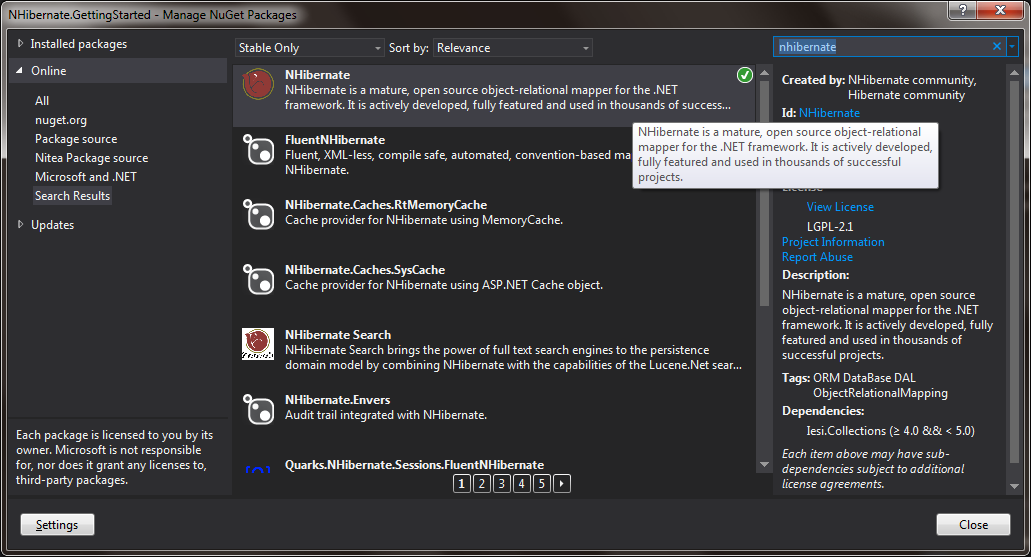 NHibernate.GettingStarted - Manage NuGet Packages
Installed packages
Online
All
nuget.org
Package source
Nitea Package source
Microsoft and .NET
Search Results
Updates
Each package is licensed to you by its
owner. Microsoft is not responsible
for, nor does it grant any licenses to,
third-party packages.
Settings
Stable Only
Sort by:
Relevance
NHibernate
NHibernate is a mature, open source object-relational mapper for the .NET
framework. It is actively developed, fully featured and used in thousands of success...
FluentNHibernate
Fluent, XML-less, compile safe, automated, convention-based ma
NHibernate.
NHibernate.Caches.RtMemoryCache
Cache provider for NHibernate using MemoryCache.
NHibernate.Caches.SysCache
Cache provider for NHibernate using ASP.NET Cache object.
NHibernate Search
NHibernate Search brings the power of full text search engines to the persistence
domain model by combining NHibernate with the capabilities of the Lucene.Net sear...
NHibernate.Envers
Audit trail integrated with NHibernate.
Quarks.NHibernate.Sessions.FluentNHibernate
1 2 3 4 5
NHibernate is a mature, open source object-relational
mapper for the .NET framework. It is actively developed,
fully featured and used in thousands of successful
projects.
nhibernate
Created by: NHibernate community,
Hibernate community
Id: NHibernate
License
View License
LGPL-2.1
Project Information
Report Abuse
Description:
NHibernate is a mature, open source
object-relational mapper for the .NET
framework. It is actively developed, fully
featured and used in thousands of
successful projects.
Tags: ORM DataBase DAL
ObjectRelationalMapping
Dependencies:
Iesi.Collections (≥ 4.0 && < 5.0)
Each item above may have sub-
dependencies subject to additional
license agreements.
Close